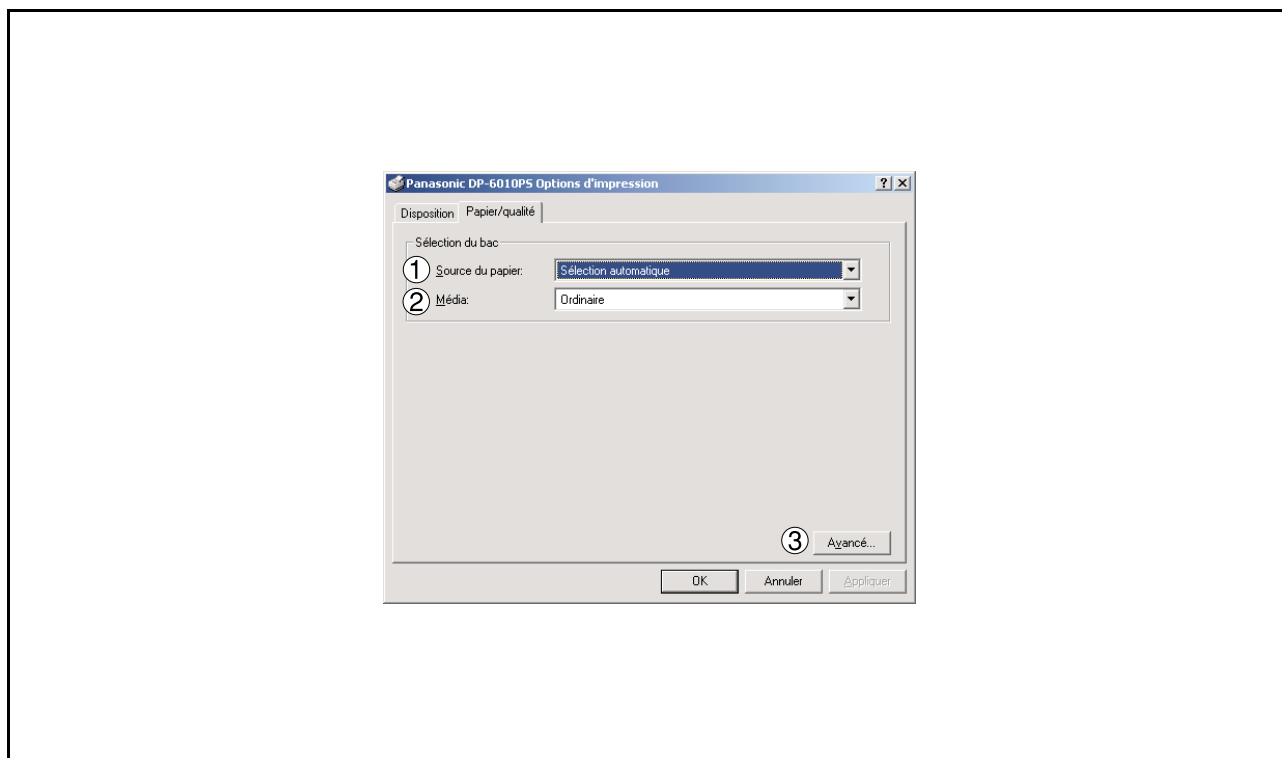 Panasonic DP-6010PS Options d'impression
Disposition Papier/qualité
Sélection du bac
① Source du papier: Sélection automatique
② Média: Ordinaire
③ Avancé...
OK Annuler Appliquer